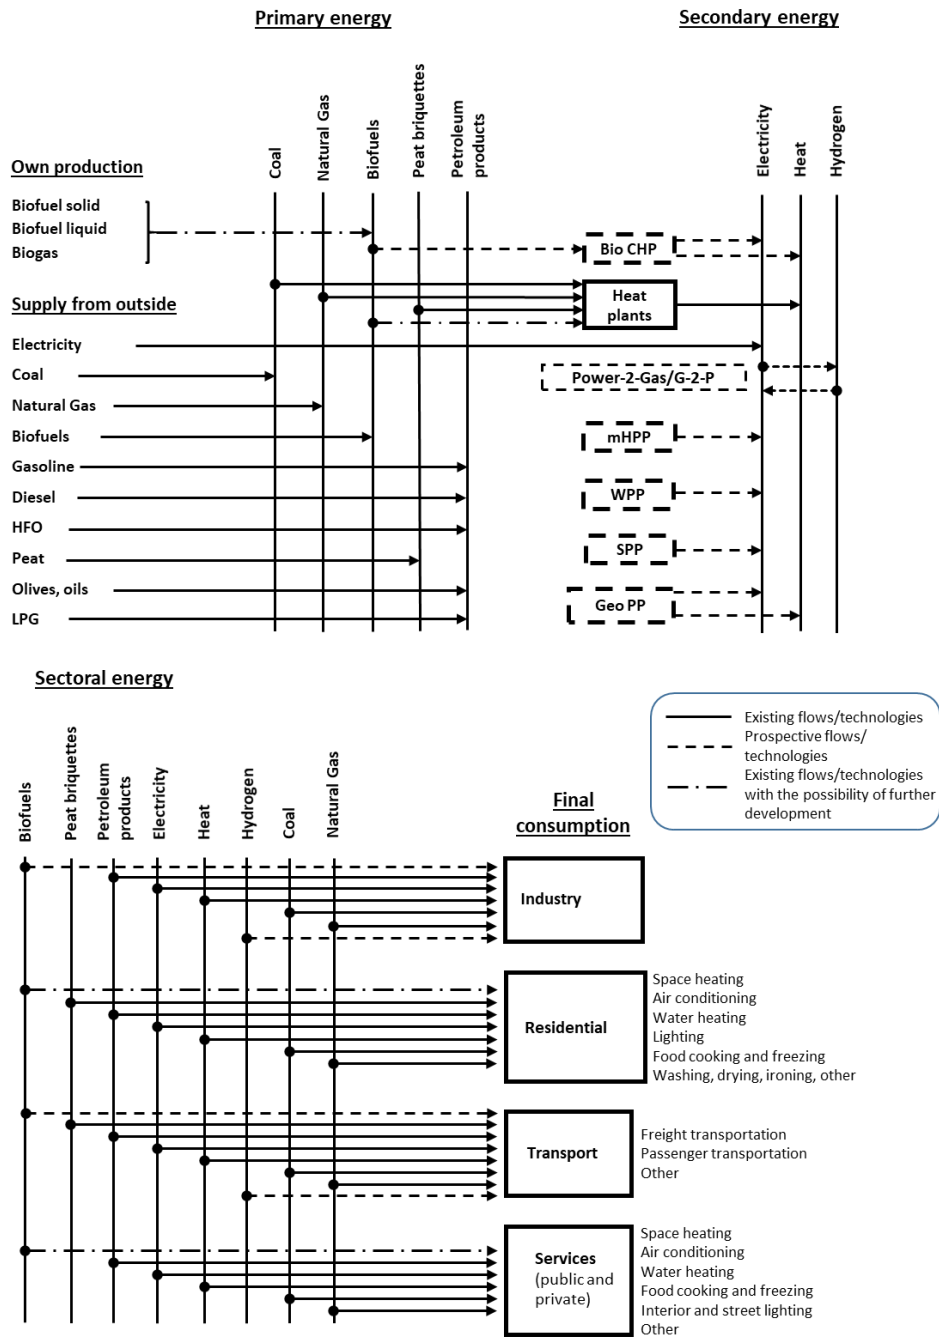 Primary energy
Secondary energy
Coal
Natural Gas
Biofuels
Peat briquettes
Petroleum
products
Electricity
Heat
Hydrogen
Own production
Biofuel solid
Biofuel liquid
Biogas
Bio CHP
Supply from outside
Heat
plants
Electricity
Coal
Power-2-Gas/G-2-P
Natural Gas
Biofuels
mHPP
Gasoline
Diesel
WPP
HFO
Peat
SPP
Olives, oils
Geo PP
LPG
Sectoral energy
Existing flows/technologies
Prospective flows/
technologies
Existing flows/technologies
with the possibility of further
development
Biofuels
Peat briquettes
Petroleum
products
Electricity
Heat
Hydrogen
Coal
Natural Gas
Final
consumption
Industry
Residential
Space heating
Air conditioning
Water heating
Lighting
Food cooking and freezing
Washing, drying, ironing, other
Transport
Freight transportation
Passenger transportation
Other
Services
(public and
private)
Space heating
Air conditioning
Water heating
Food cooking and freezing
Interior and street lighting
Other